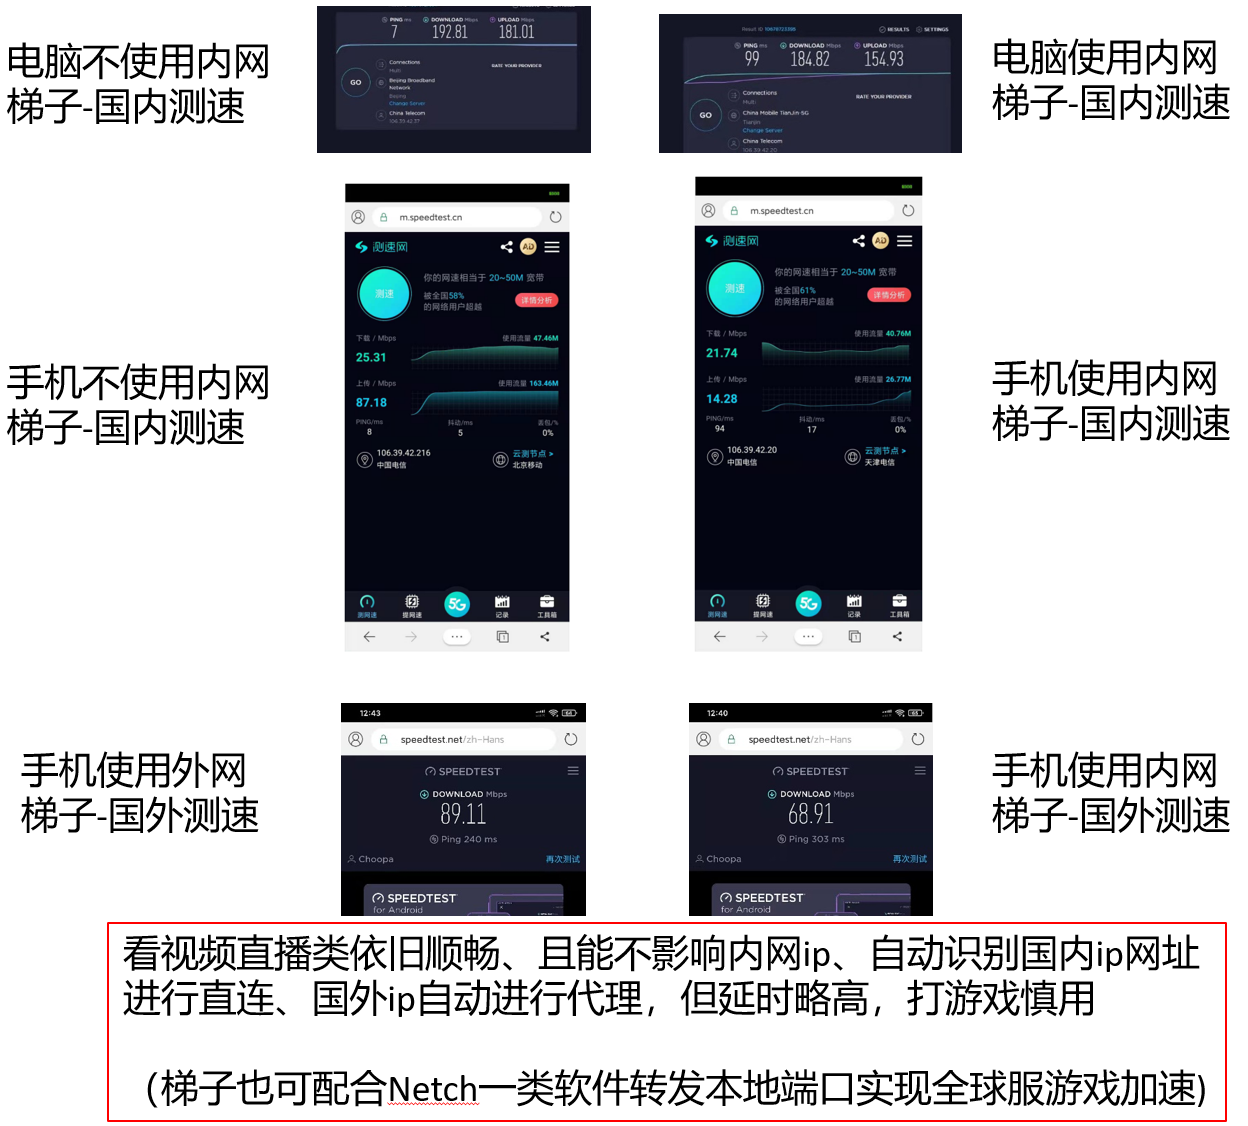 电脑不使用内网
梯子-国内测速
PING ms
DOWNLOAD Mbps
UPLOAD Mbps
7
192.81
181.01
GO
Connections
Multi
Beijing Broadband
Network
Beijing
Change Server
China Telecom
106.39.42.37
RATE YOUR PROVIDER
Result ID 10678723398
RESULTS
SETTINGS
PING ms
DOWNLOAD Mbps
UPLOAD Mbps
99
184.82
154.93
GO
Connections
Multi
China Mobile TianJin-5G
Tianjin
Change Server
China Telecom
106.39.42.20
RATE YOUR PROVIDER
电脑使用内网
梯子-国内测速
手机不使用内网
梯子-国内测速
m.speedtest.cn
测速网
AD
测速
你的网速相当于 20~50M 宽带
被全国58%
的网络用户超越
详情分析
下载 / Mbps
使用流量 47.46M
25.31
上传 / Mbps
使用流量 163.46M
87.18
PING/ms
抖动/ms
丢包/%
8
5
0%
106.39.42.216
中国电信
云测节点 >
北京移动
测网速
提网速
5G
记录
工具箱
1
m.speedtest.cn
测速网
AD
测速
你的网速相当于 20~50M 宽带
被全国61%
的网络用户超越
详情分析
下载 / Mbps
使用流量 40.76M
21.74
上传 / Mbps
使用流量 26.77M
14.28
PING/ms
抖动/ms
丢包/%
94
17
0%
106.39.42.20
中国电信
云测节点 >
天津电信
测网速
提网速
5G
记录
工具箱
1
手机使用内网
梯子-国内测速
手机使用外网
梯子-国外测速
12:43
64
speedtest.net/zh-Hans
SPEEDTEST
DOWNLOAD Mbps
89.11
Ping 240 ms
Choopa
再次测试
SPEEDTEST
for Android
12:40
65
speedtest.net/zh-Hans
SPEEDTEST
DOWNLOAD Mbps
68.91
Ping 303 ms
Choopa
再次测试
SPEEDTEST
for Android
手机使用内网
梯子-国外测速
看视频直播类依旧顺畅、且能不影响内网ip、自动识别国内ip网址
进行直连、国外ip自动进行代理，但延时略高，打游戏慎用
（梯子也可配合Netch一类软件转发本地端口实现全球服游戏加速)